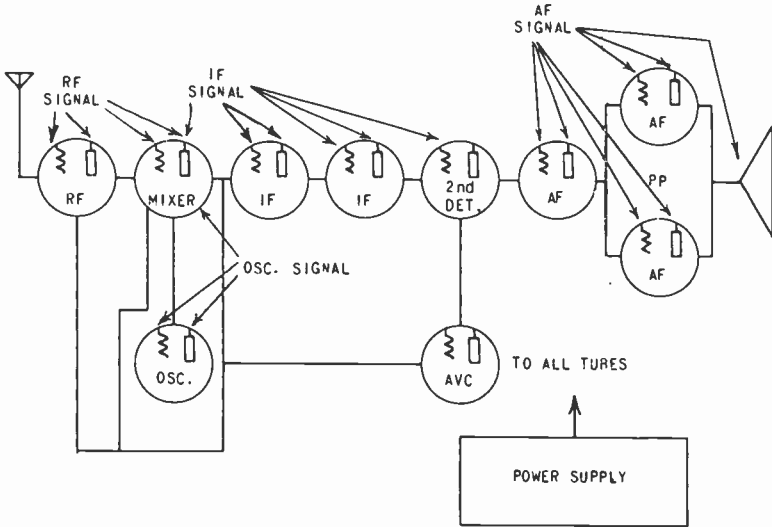 AF
SIGNAL
RF
SIGNAL
IF
SIGNAL
AF
RF
MIXER
IF
IF
2nd
DET.
AF
PP
AF
OSC. SIGNAL
OSC.
AVC
TO ALL TUBES
POWER SUPPLY